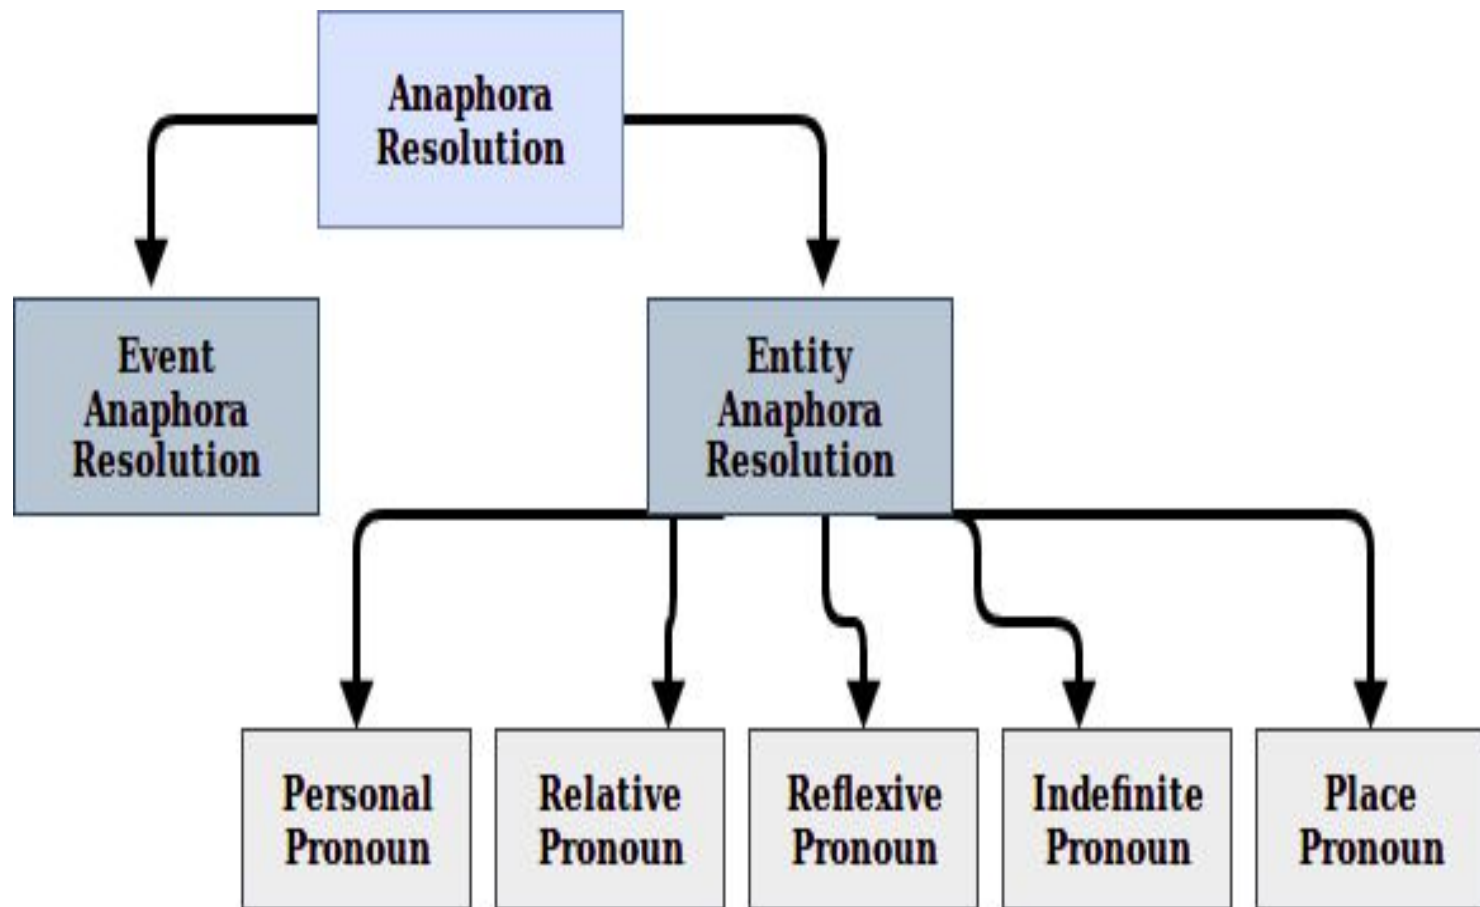 Anaphora
Resolution
Event
Anaphora
Resolution
Entity
Anaphora
Resolution
Personal
Pronoun
Relative
Pronoun
Reflexive
Pronoun
Indefinite
Pronoun
Place
Pronoun